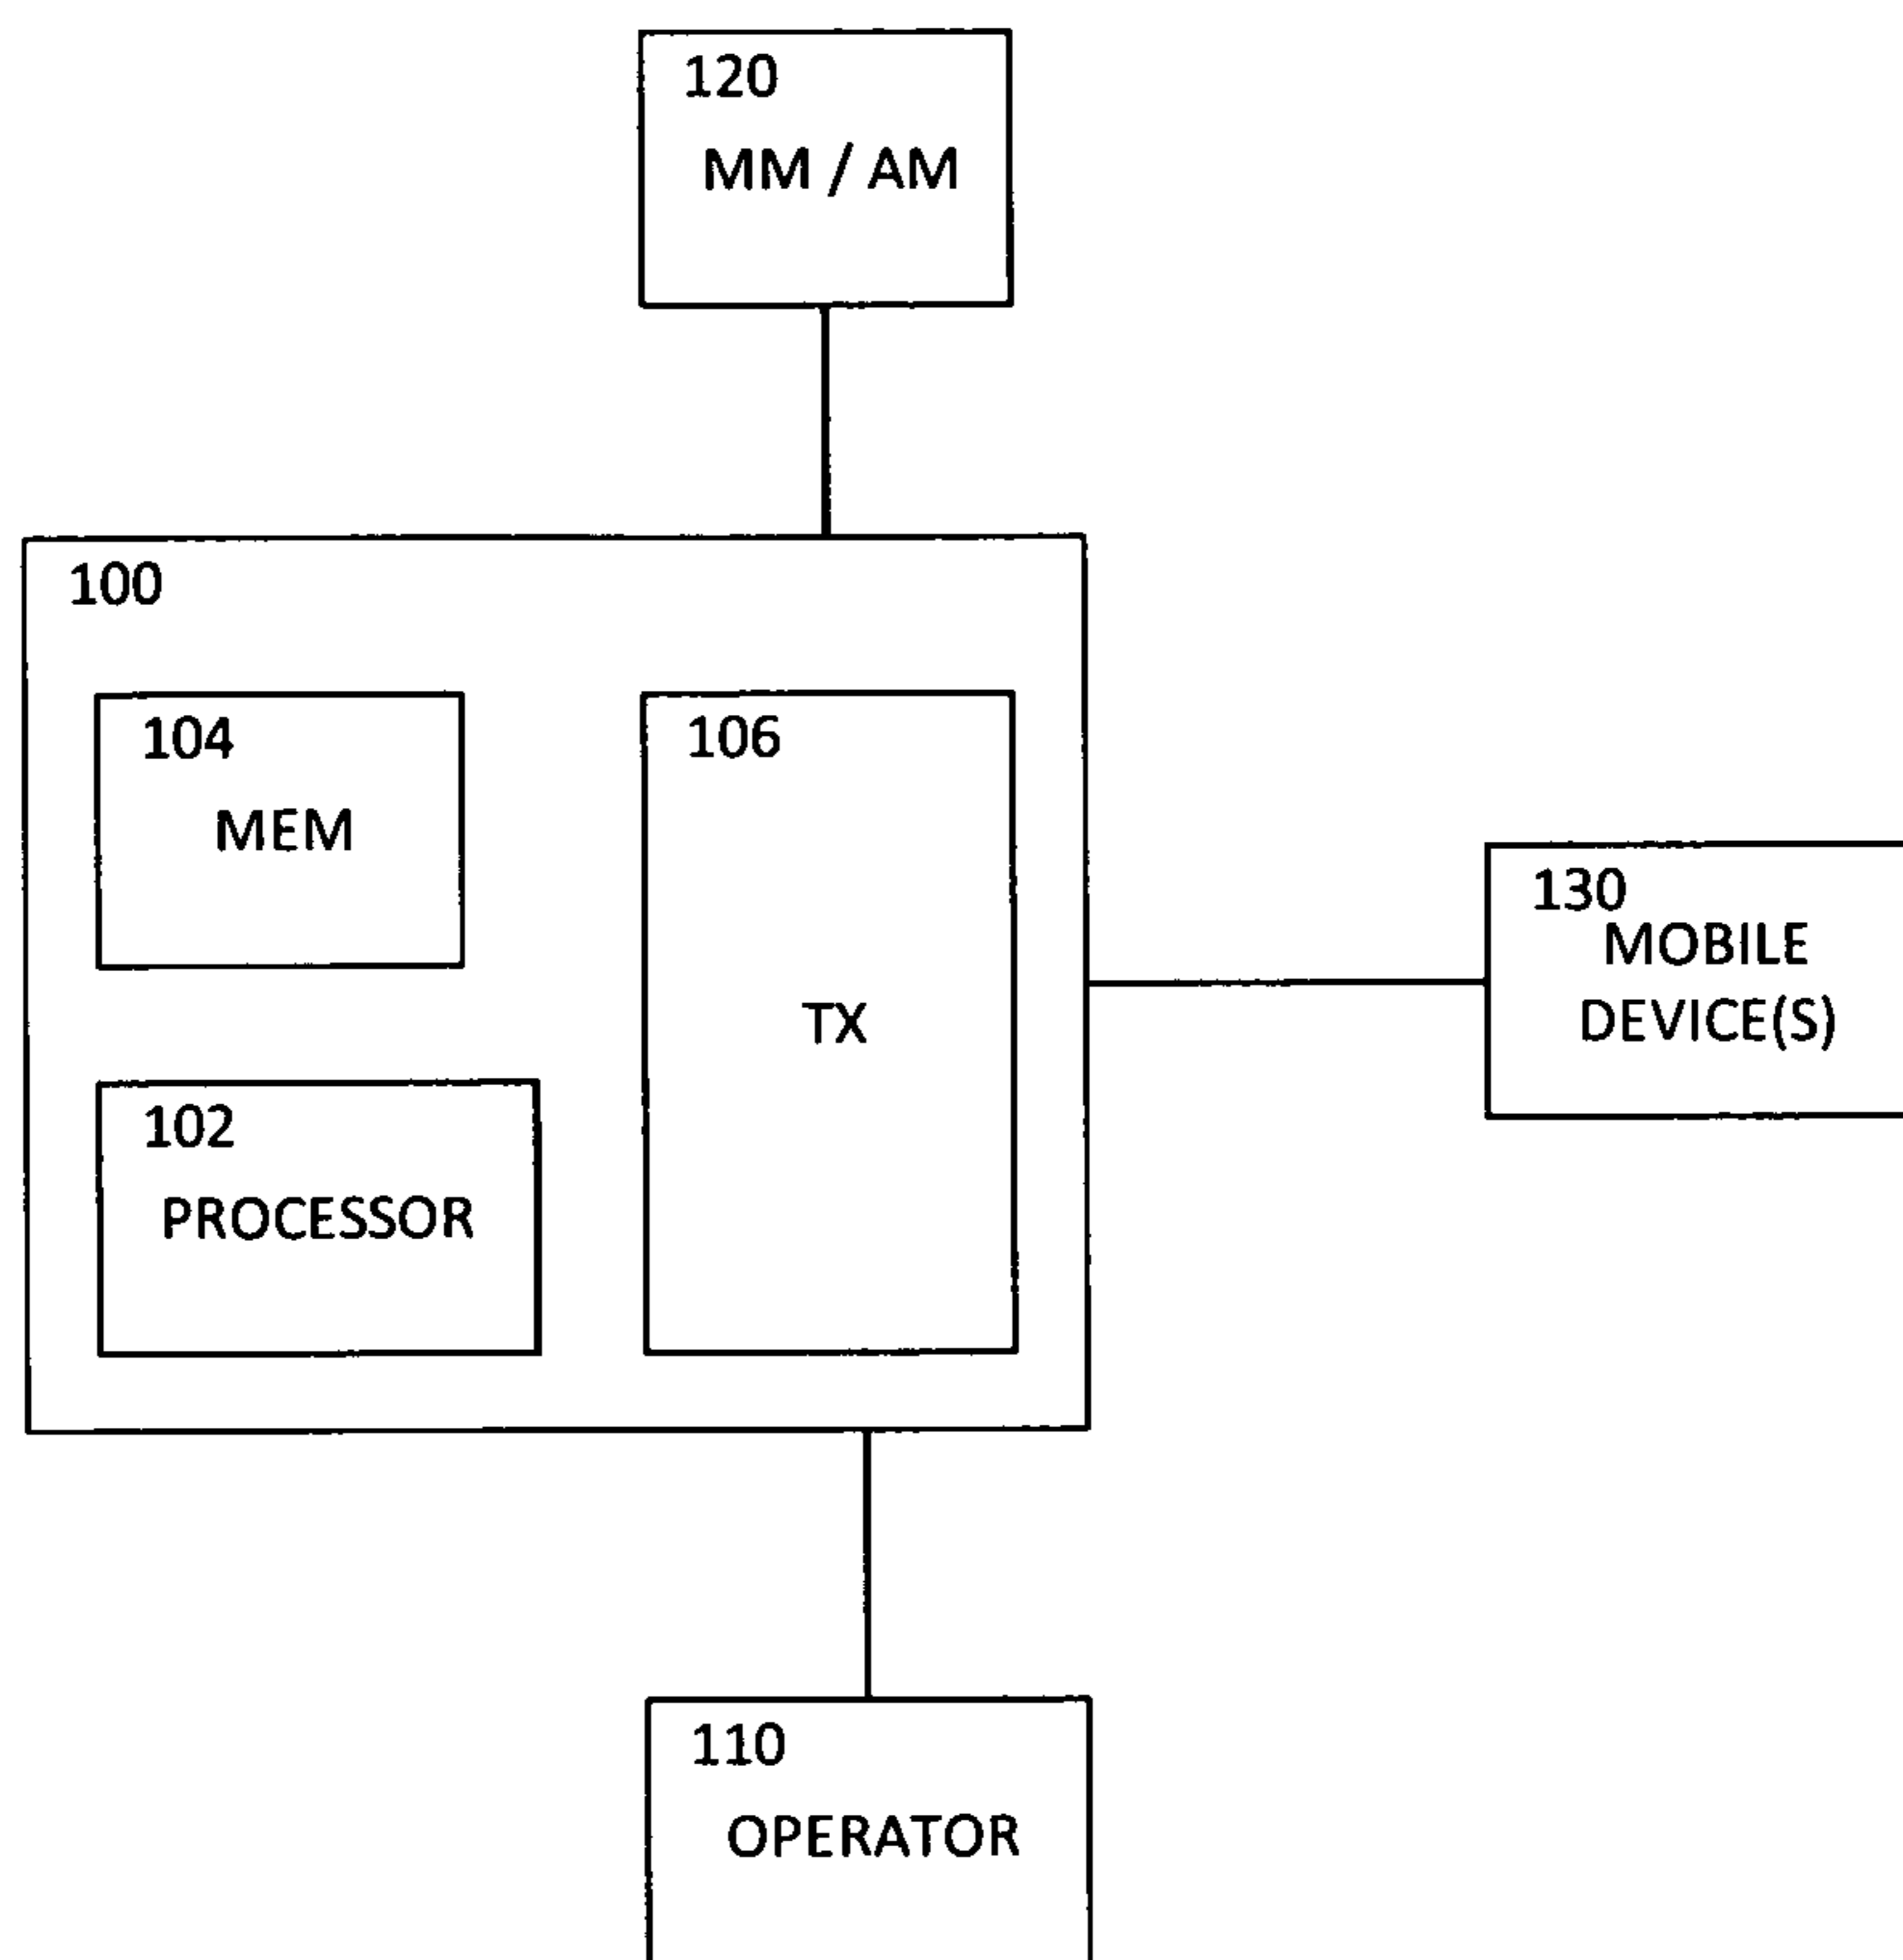 120
MM / AM
100
104
MEM
106
TX
102
PROCESSOR
130
MOBILE
DEVICE(S)
110
OPERATOR